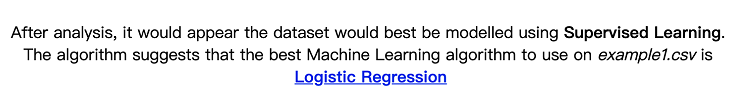 After analysis, it would appear the dataset would best be modelled using Supervised Learning.
The algorithm suggests that the best Machine Learning algorithm to use on example1.csv is
Logistic Regression